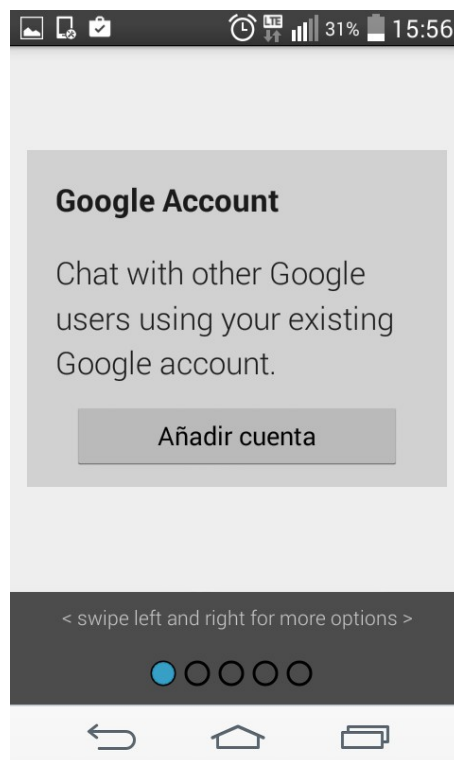 LTE 31% 15:56
Google Account
Chat with other Google
users using your existing
Google account.
Añadir cuenta
< swipe left and right for more options >